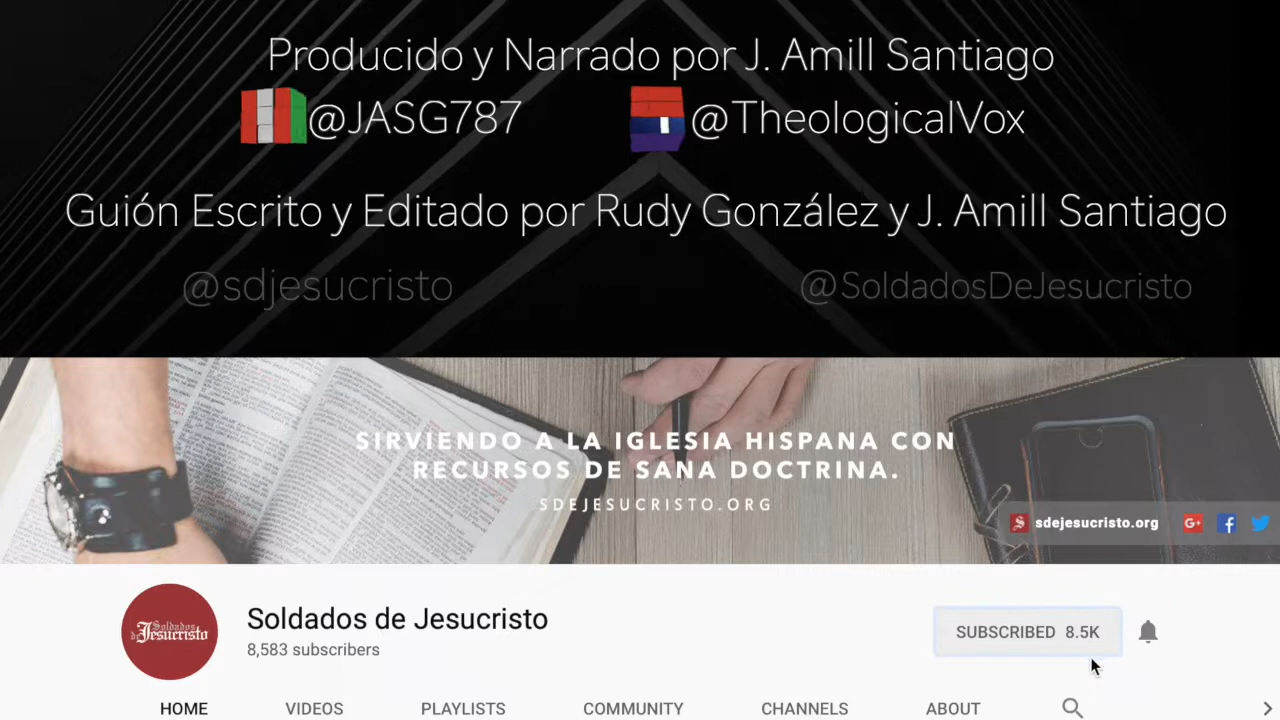 Producido y Narrado por J. Amill Santiago
@JASG787 @TheologicalVox
Guión Escrito y Editado por Rudy González y J. Amill Santiago
@sdjesucristo @SoldadosDeJesucristo
SIRVIENDO A LA IGLESIA HISPANA CON
RECURSOS DE SANA DOCTRINA.
SDEJESUCRISTO.ORG
sdejesucristo.org
Soldados
de Jesucristo
Soldados de Jesucristo
8,583 subscribers
SUBSCRIBED 8.5K
HOME VIDEOS PLAYLISTS COMMUNITY CHANNELS ABOUT